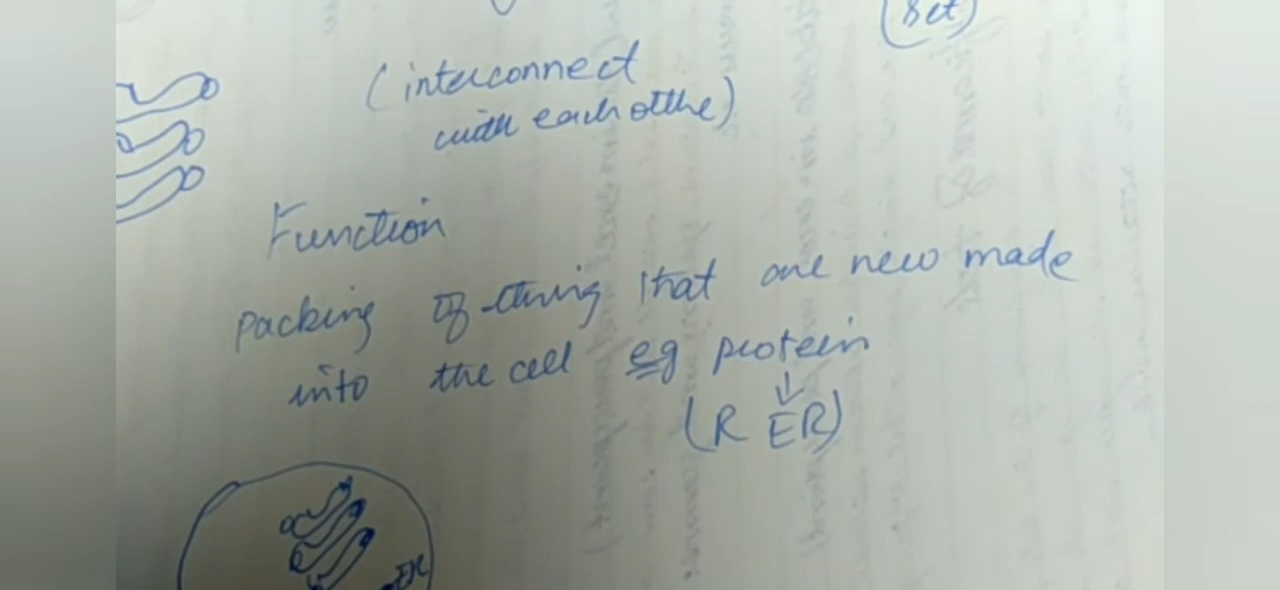 (set)
(interconnect
with each othe)
Function
packing of thing that are new made
into the cell eg protein
(R ER)
ER